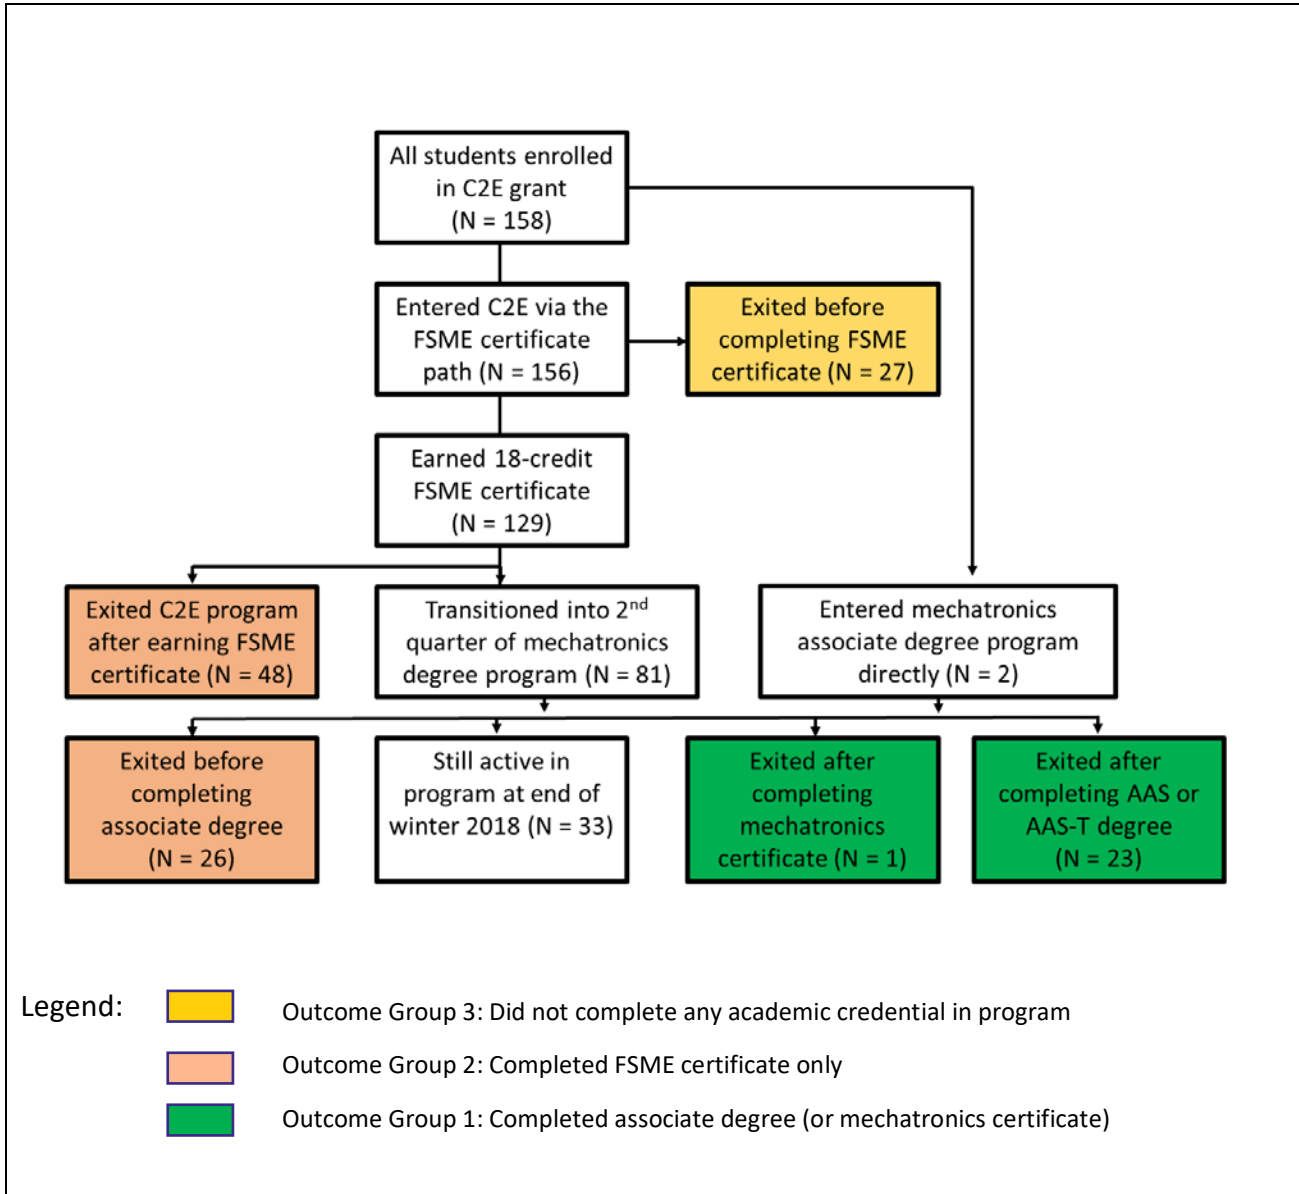 All students enrolled
in C2E grant
(N = 158)
Entered C2E via the
FSME certificate
path (N = 156)
Exited before
completing FSME
certificate (N = 27)
Earned 18-credit
FSME certificate
(N = 129)
Exited C2E program
after earning FSME
certificate (N = 48)
Transitioned into 2nd
quarter of mechatronics
degree program (N = 81)
Entered mechatronics
associate degree program
directly (N = 2)
Exited before
completing
associate degree
(N = 26)
Still active in
program at end of
winter 2018 (N = 33)
Exited after
completing
mechatronics
certificate (N = 1)
Exited after
completing AAS or
AAS-T degree
(N = 23)
Legend:
Outcome Group 3: Did not complete any academic credential in program
Outcome Group 2: Completed FSME certificate only
Outcome Group 1: Completed associate degree (or mechatronics certificate)